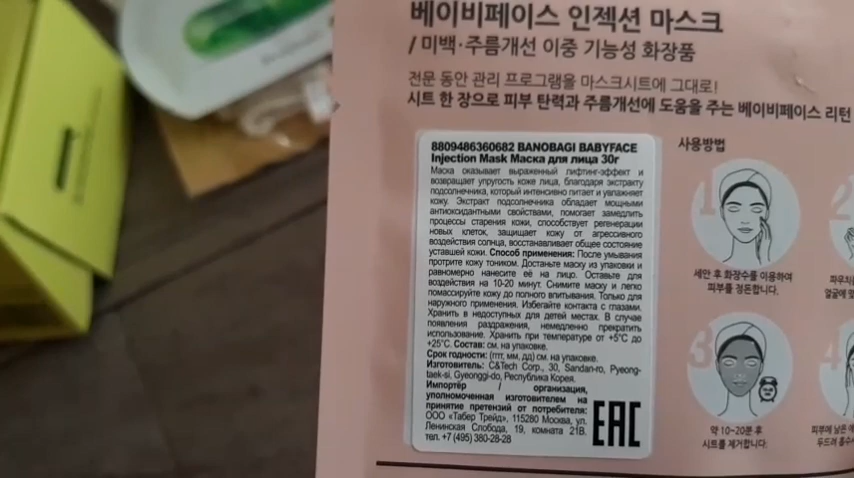 베이비페이스 인젝션 마스크
/ 미백·주름개선 이중 기능성 화장품
전문 동안 관리 프로그램을 마스크시트에 그대로!
시트 한 장으로 피부 탄력과 주름개선에 도움을 주는 베이비페이스 리턴
8809486360682 BANOBAGI BABYFACE
Injection Mask Маска для лица 30г
Маска оказывает выраженный лифтинг-эффект и
возвращает упругость коже лица, благодаря экстракту
подсолнечника, который интенсивно питает и увлажняет
кожу. Экстракт подсолнечника обладает мощными
антиоксидантными свойствами, помогает замедлить
процессы старения кожи, способствует регенерации
новых клеток, защищает кожу от агрессивного
воздействия солнца, восстанавливает общее состояние
уставшей кожи. Способ применения: После умывания
протрите кожу тоником. Достаньте маску из упаковки и
равномерно нанесите её на лицо. Оставьте для
воздействия на 10-20 минут. Снимите маску и легко
помассируйте кожу до полного впитывания. Только для
наружного применения. Избегайте контакта с глазами.
Хранить в недоступных для детей местах. В случае
появления раздражения, немедленно прекратить
использование. Хранить при температуре от +5°C до
+25°C. Состав: см. на упаковке.
Срок годности: (гггг, мм, дд) см. на упаковке.
Изготовитель: C&Tech Corp., 30, Sandan-ro, Pyeong-
taek-si, Gyeonggi-do, Республика Корея.
Импортёр / организация,
уполномоченная изготовителем на
принятие претензий от потребителя:
ООО «Табер Трейд», 115280 Москва, ул.
Ленинская Слобода, 19, комната 21В.
тел. +7 (495) 380-28-28
EAC
사용방법
1
세안 후 화장수를 이용하여
피부를 정돈합니다.
2
3
약 10~20분 후
시트를 제거합니다.
4